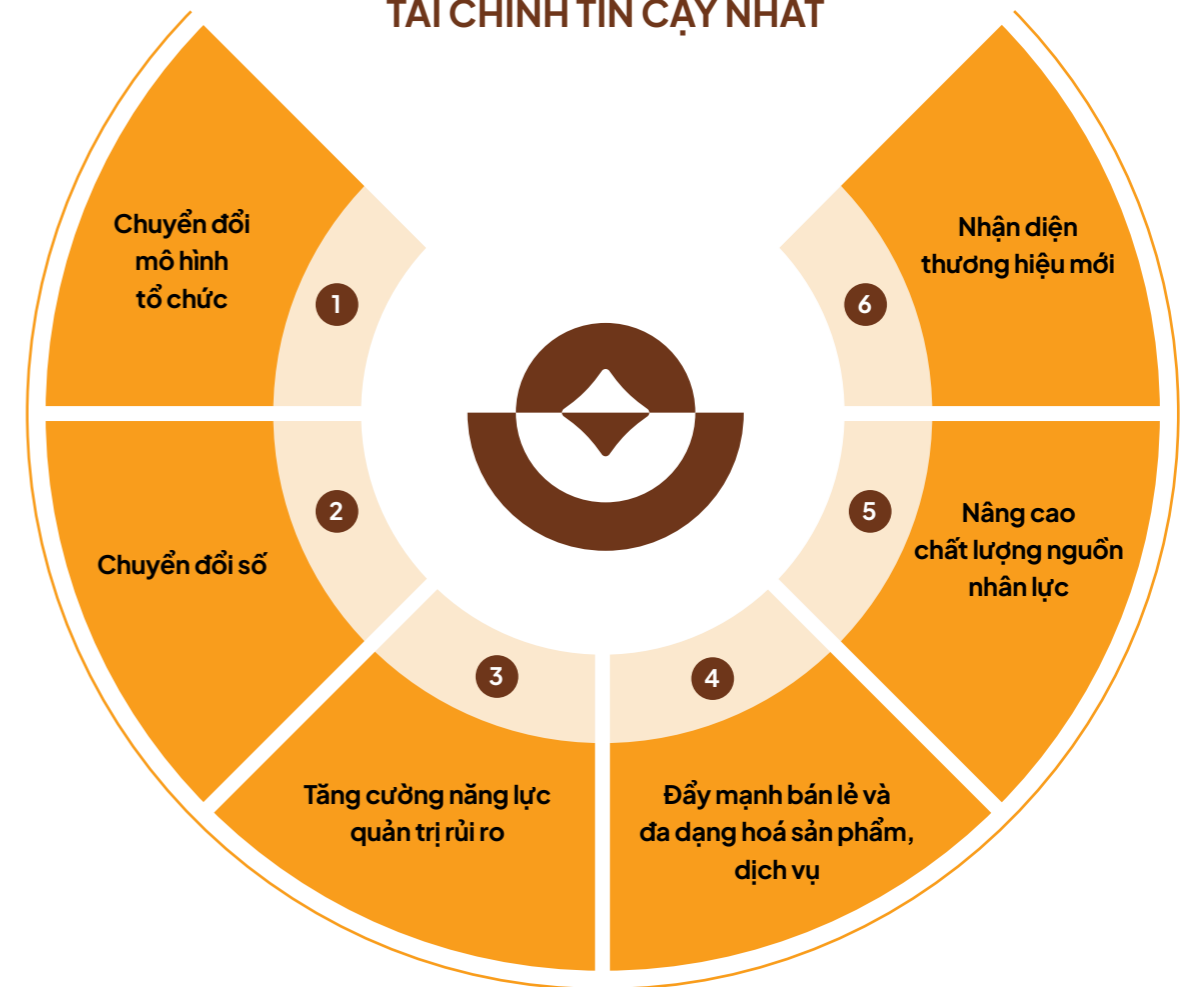 TÀI CHÍNH TIN CẬY NHẤT
Chuyển đổi
mô hình
tổ chức
1
Chuyển đổi số
2
3
Tăng cường năng lực
quản trị rủi ro
4
Đẩy mạnh bán lẻ và
đa dạng hoá sản phẩm,
dịch vụ
5
Nâng cao
chất lượng nguồn
nhân lực
6
Nhận diện
thương hiệu mới